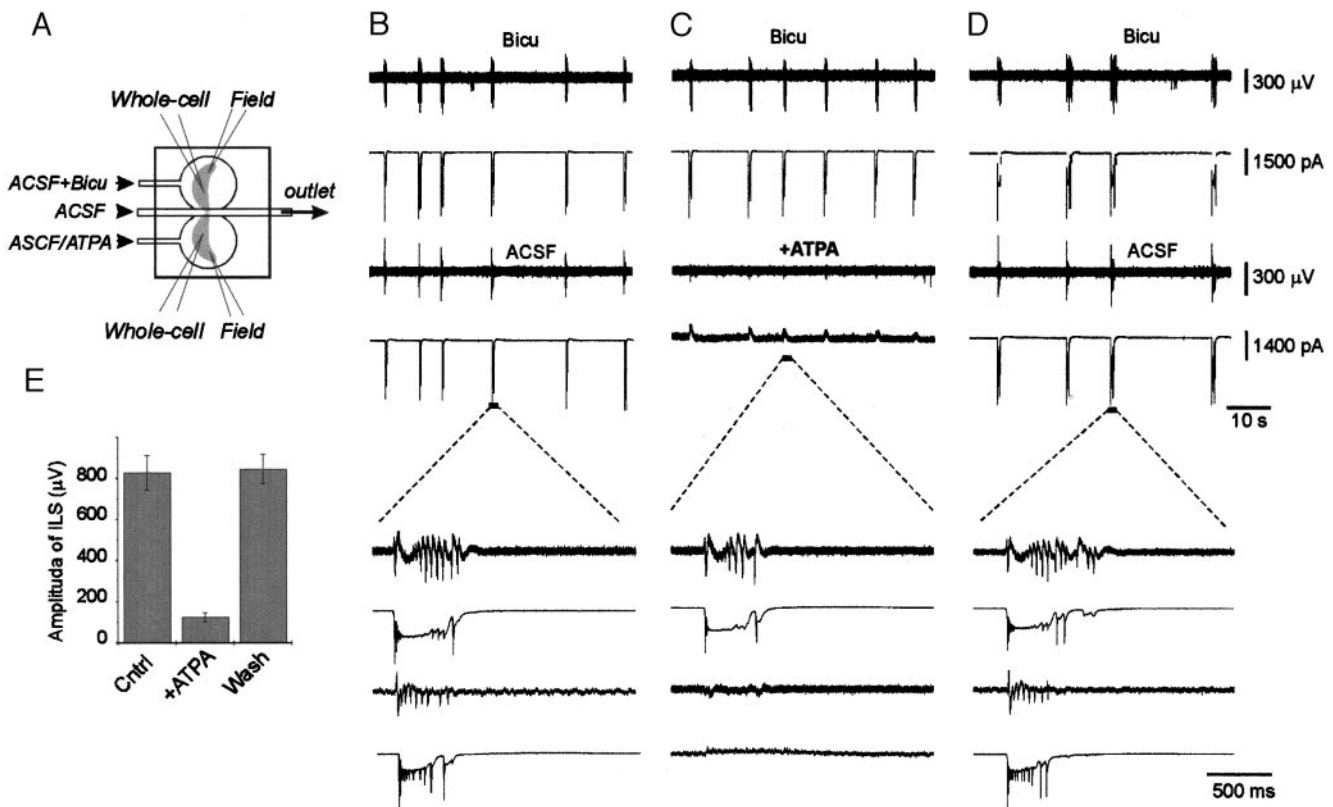 A
B
C
D
Bicu
Bicu
Bicu
300 µV
Whole-cell
Field
1500 pA
ACSF+Bicu
outlet
ACSF
ASCF/ATPA
ACSF
+ATPA
ACSF
300 µV
Whole-cell
Field
1400 pA
10 s
E
Amplituda of ILS (µV)
800
600
400
200
0
Cntrl
+ATPA
Wash
500 ms